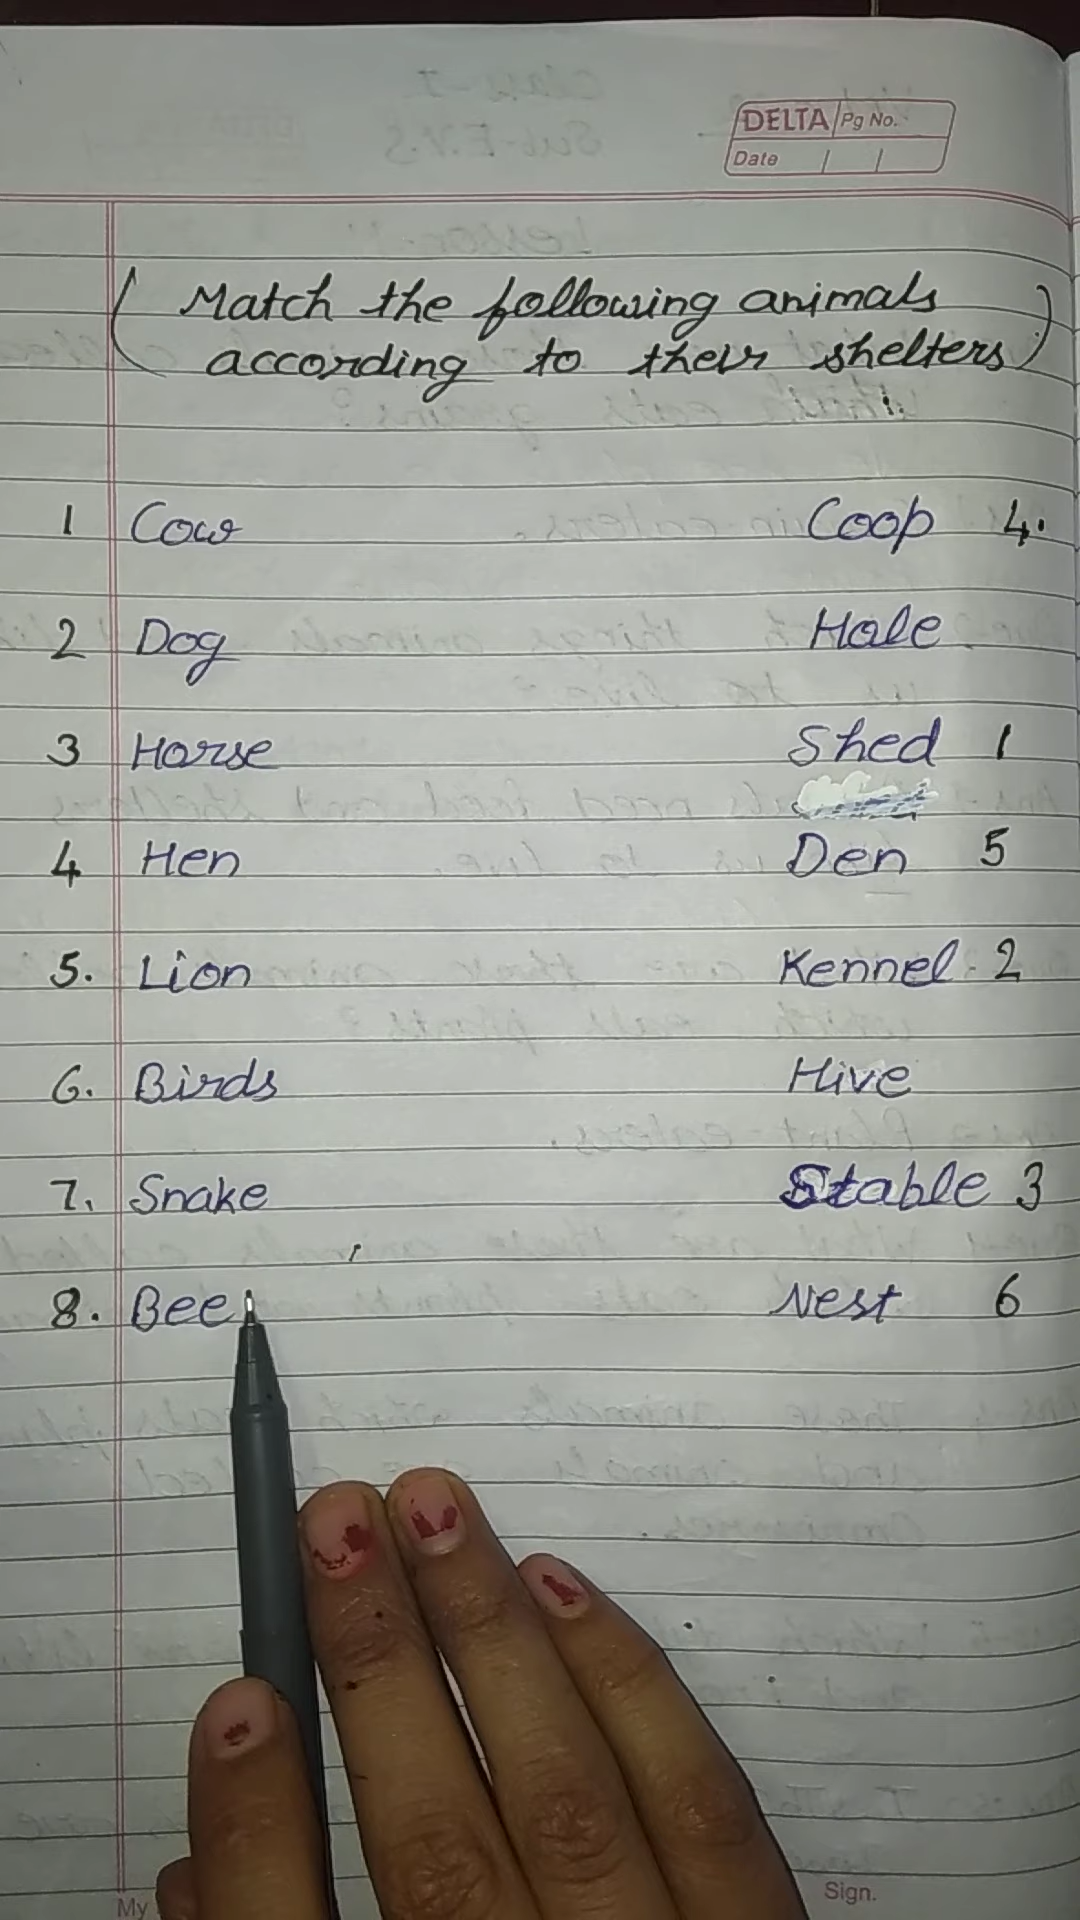 DELTA Pg No.
Date / /
(Match the following animals
according to their shelters)
1 Cow Coop 4.
2 Dog Hole
3 Horse Shed 1
4 Hen Den 5
5. Lion Kennel 2
6. Birds Hive
7. Snake Stable 3
8. Bee Nest 6
My
Sign.